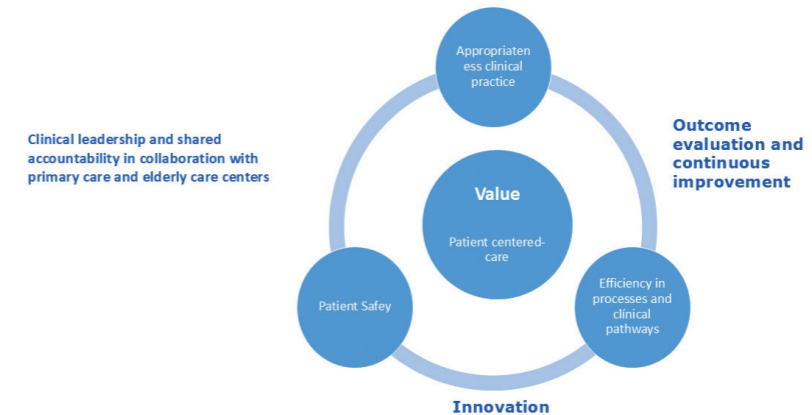 Appropriaten
ess clinical
practice
Clinical leadership and shared
accountability in collaboration with
primary care and elderly care centers
Outcome
evaluation and
continuous
improvement
Value
Patient centered-
care
Patient Safey
Efficiency in
processes and
clínical
pathways
Innovation